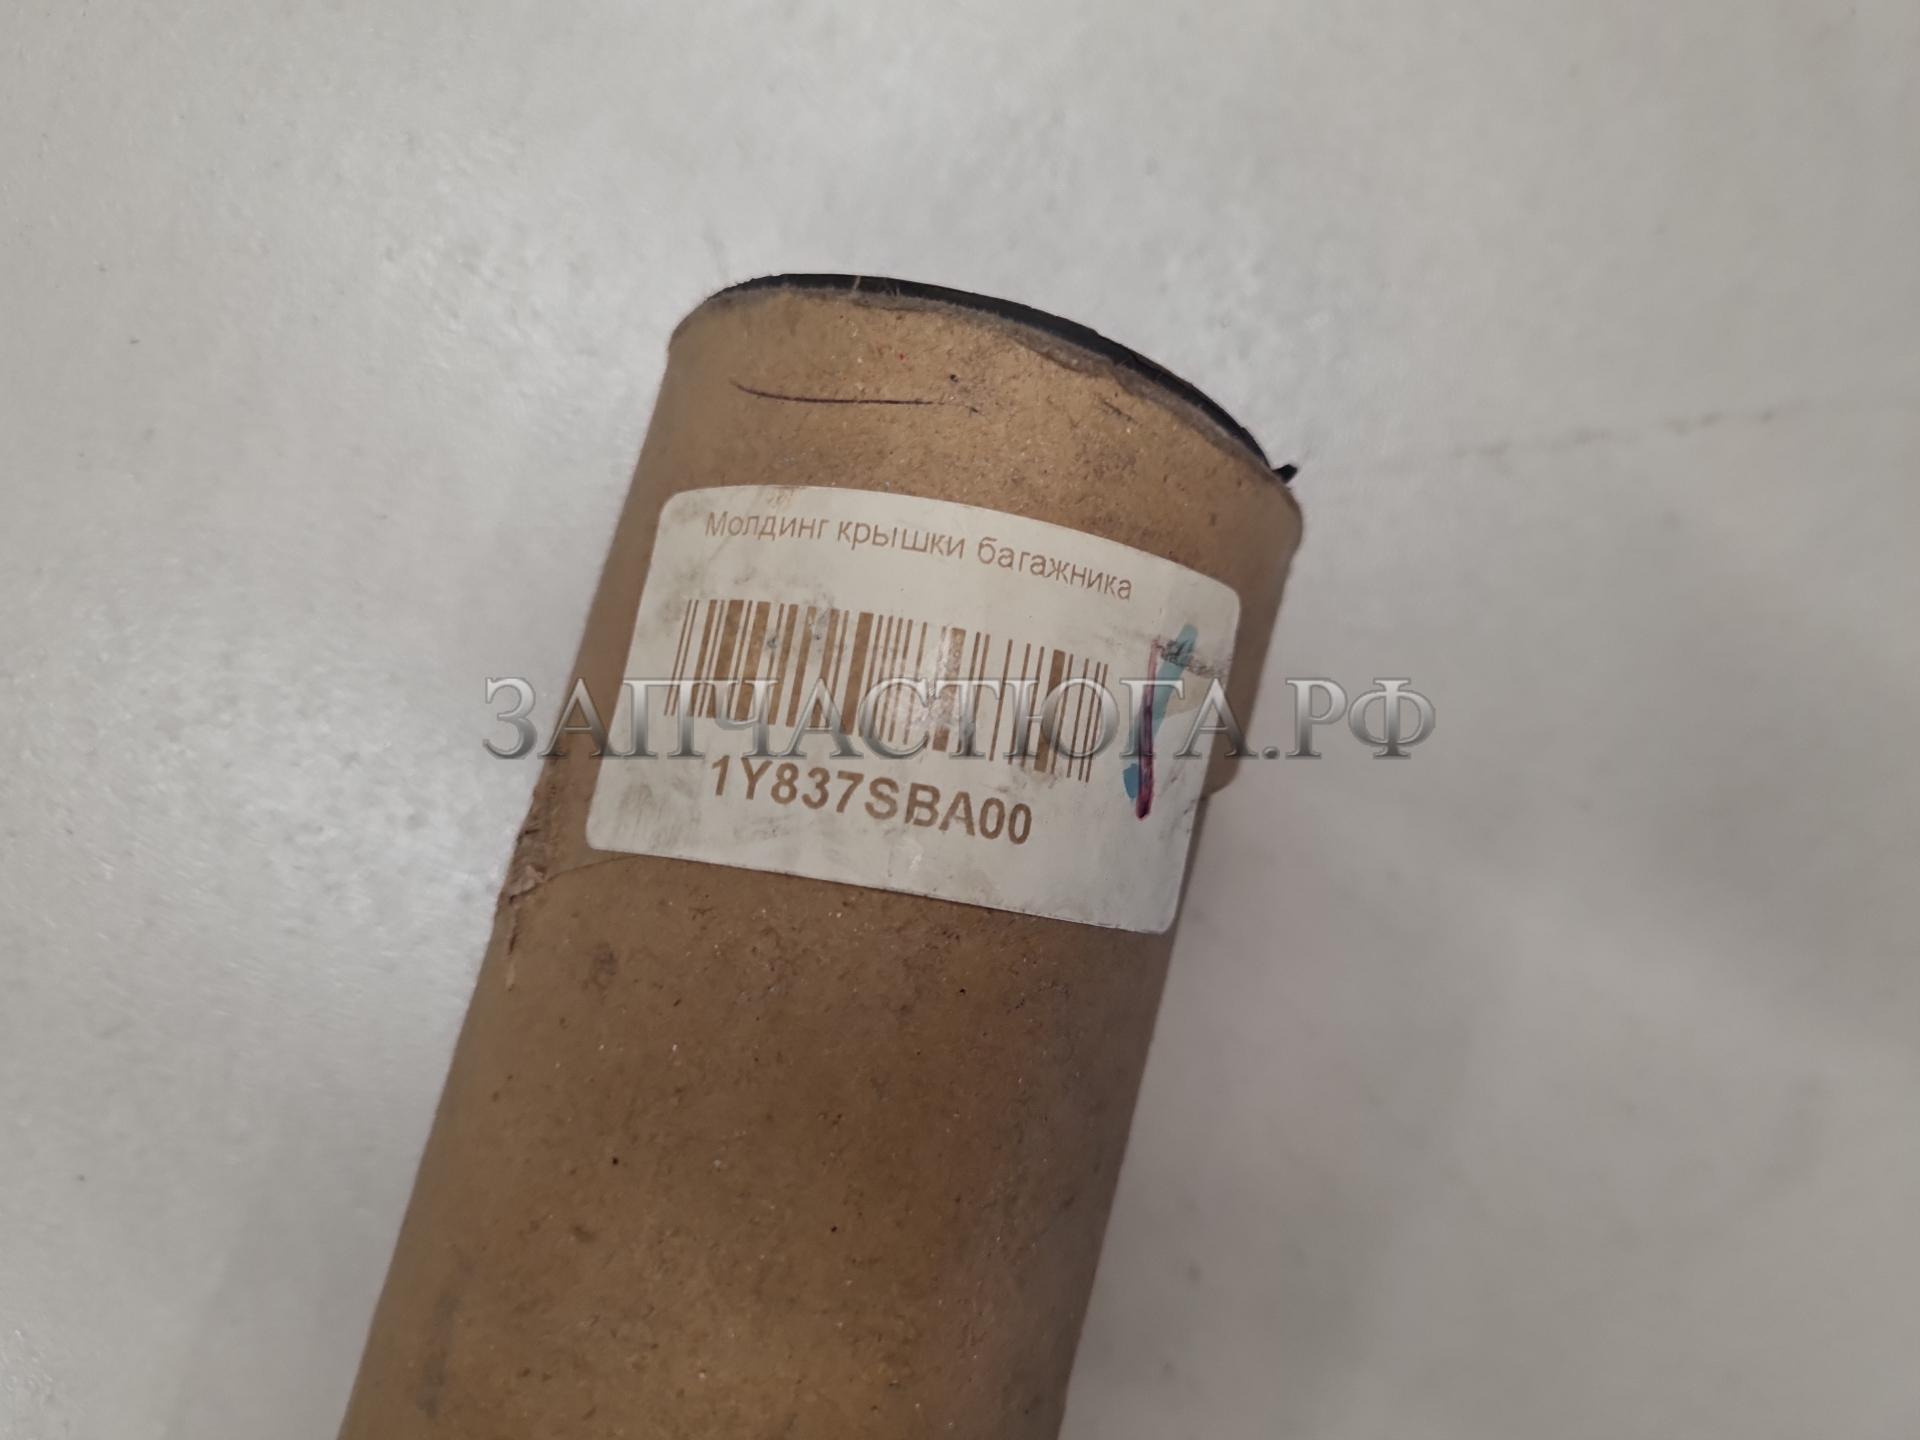 Молдинг крышки багажника
ЗАПЧАСТЮГА.РФ
1Y837SBA00